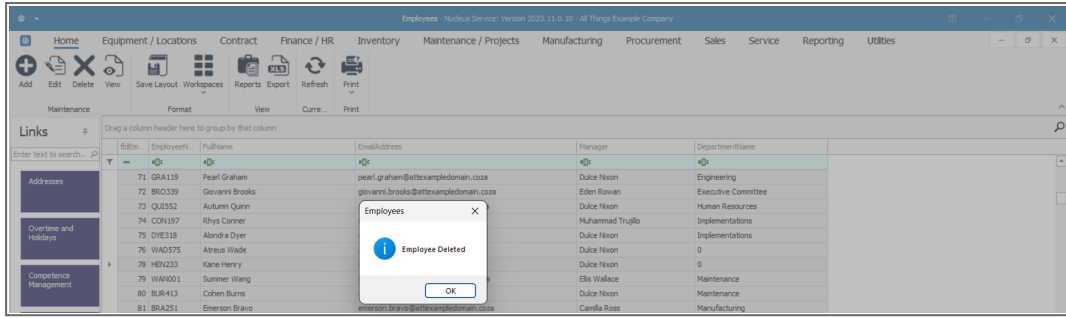 Employees - Nucleus Service: Version 2023.11.0.10 - All Things Example Company
Home Equipment / Locations Contract Finance / HR Inventory Maintenance / Projects Manufacturing Procurement Sales Service Reporting Utilities
Add Edit Delete View Save Layout Workspaces Reports Export Refresh Print
XLS
Maintenance Format View Curre... Print
Links
Drag a column header here to group by that column
Enter text to search...
fldEm... EmployeeN... FullName EmailAddress Manager DepartmentName
Addresses
71 GRA119 Pearl Graham pearl.graham@attexampledomain.coza Dulce Nixon Engineering
72 BRO339 Giovanni Brooks giovanni.brooks@attexampledomain.coza Eden Rowan Executive Committee
73 QUI552 Autumn Quinn Dulce Nixon Human Resources
74 CON197 Rhys Conner Muhammad Trujillo Implementations
75 DYE318 Alondra Dyer Dulce Nixon Implementations
76 WAD575 Atreus Wade Dulce Nixon 0
78 HEN233 Kane Henry Dulce Nixon 0
79 WAN001 Summer Wang Ellis Wallace Maintenance
80 BUR413 Cohen Burns Dulce Nixon Maintenance
81 BRA251 Emerson Bravo emerson.bravo@attexampledomain.coza Camilla Ross Manufacturing
Overtime and
Holidays
Competence
Management
Employees
Employee Deleted
OK